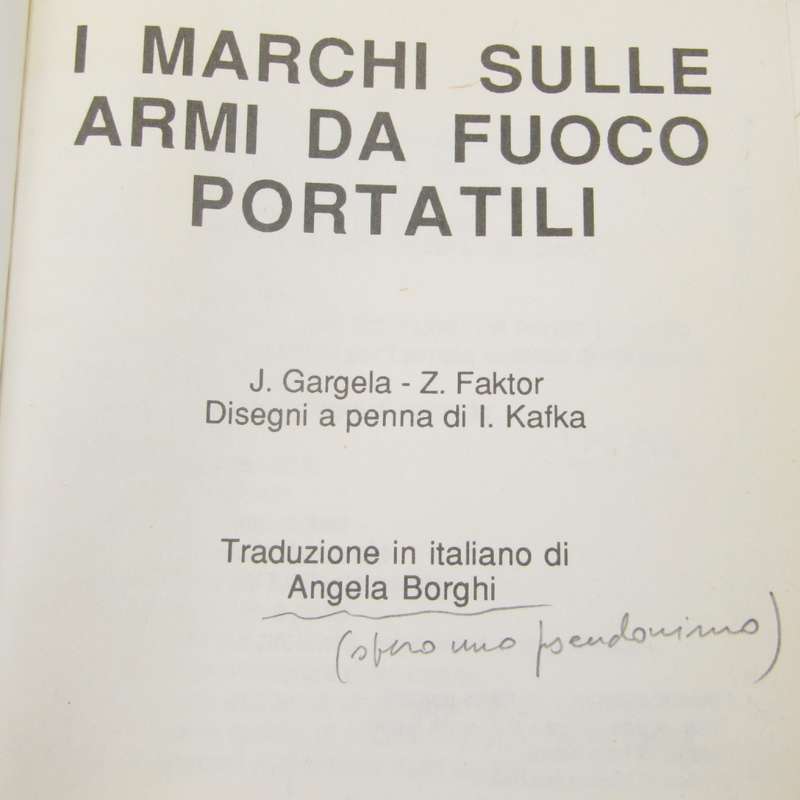 I MARCHI SULLE
ARMI DA FUOCO
PORTATILI
J. Gargela - Z. Faktor
Disegni a penna di I. Kafka
Traduzione in italiano di
Angela Borghi
(spero uno pseudonimo)